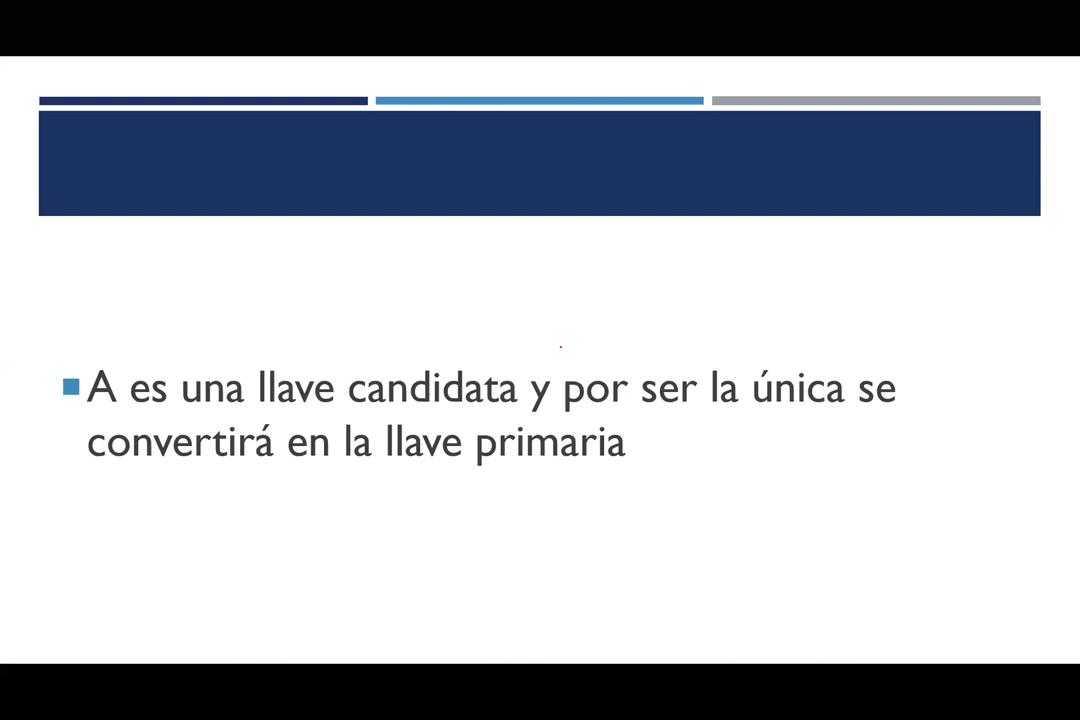 A es una llave candidata y por ser la única se
convertirá en la llave primaria